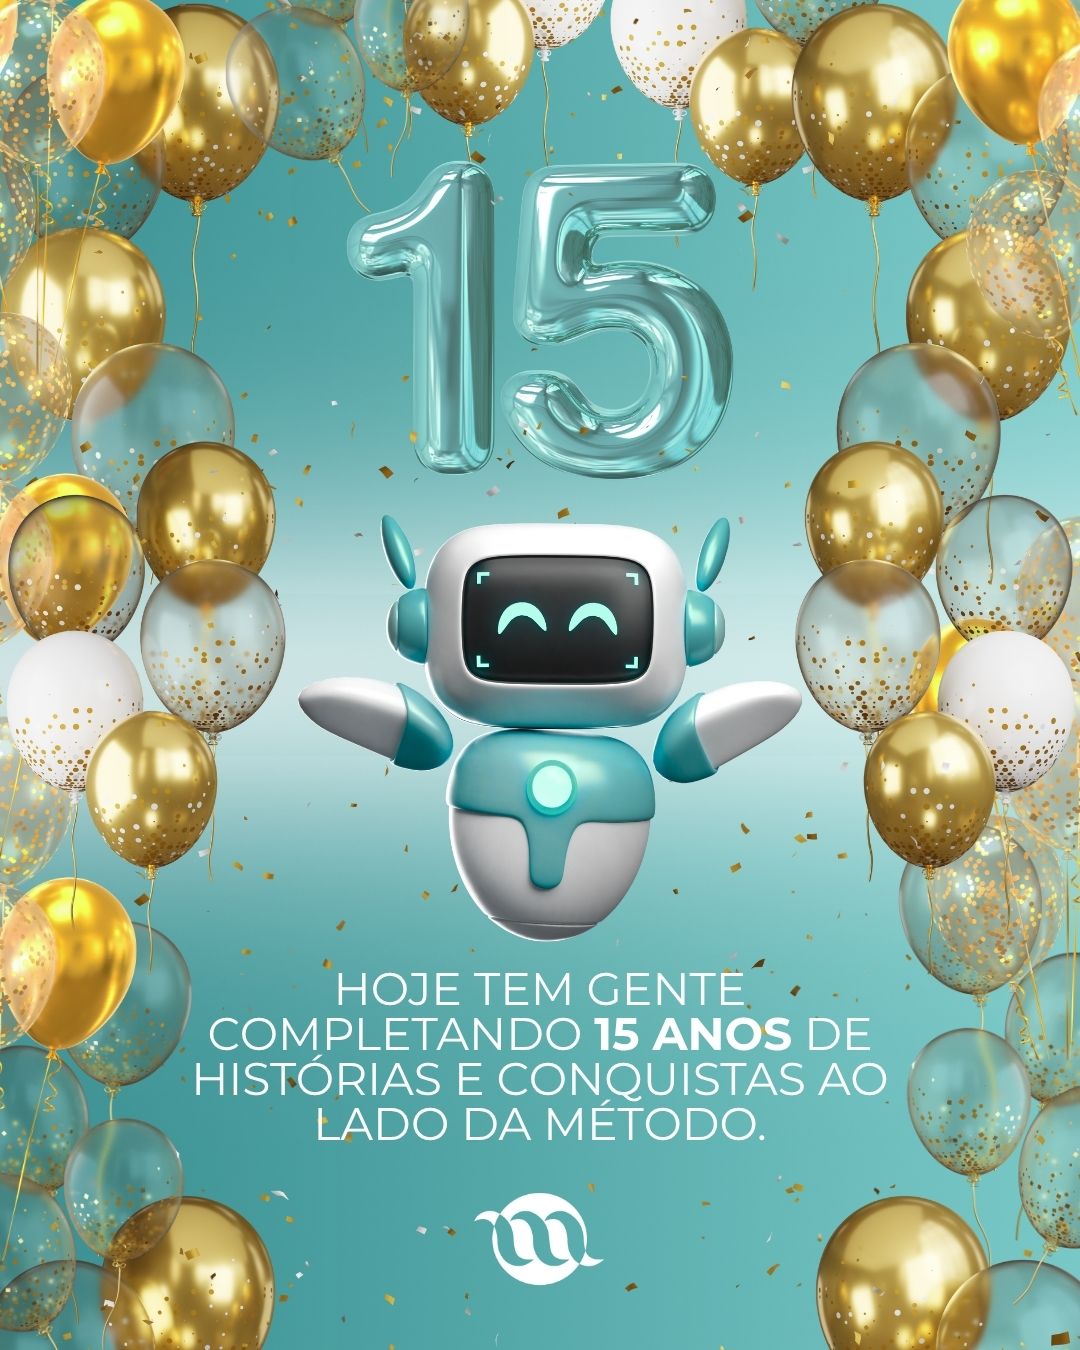 15
HOJE TEM GENTE
COMPLETANDO 15 ANOS DE
HISTÓRIAS E CONQUISTAS AO
LADO DA MÉTODO.